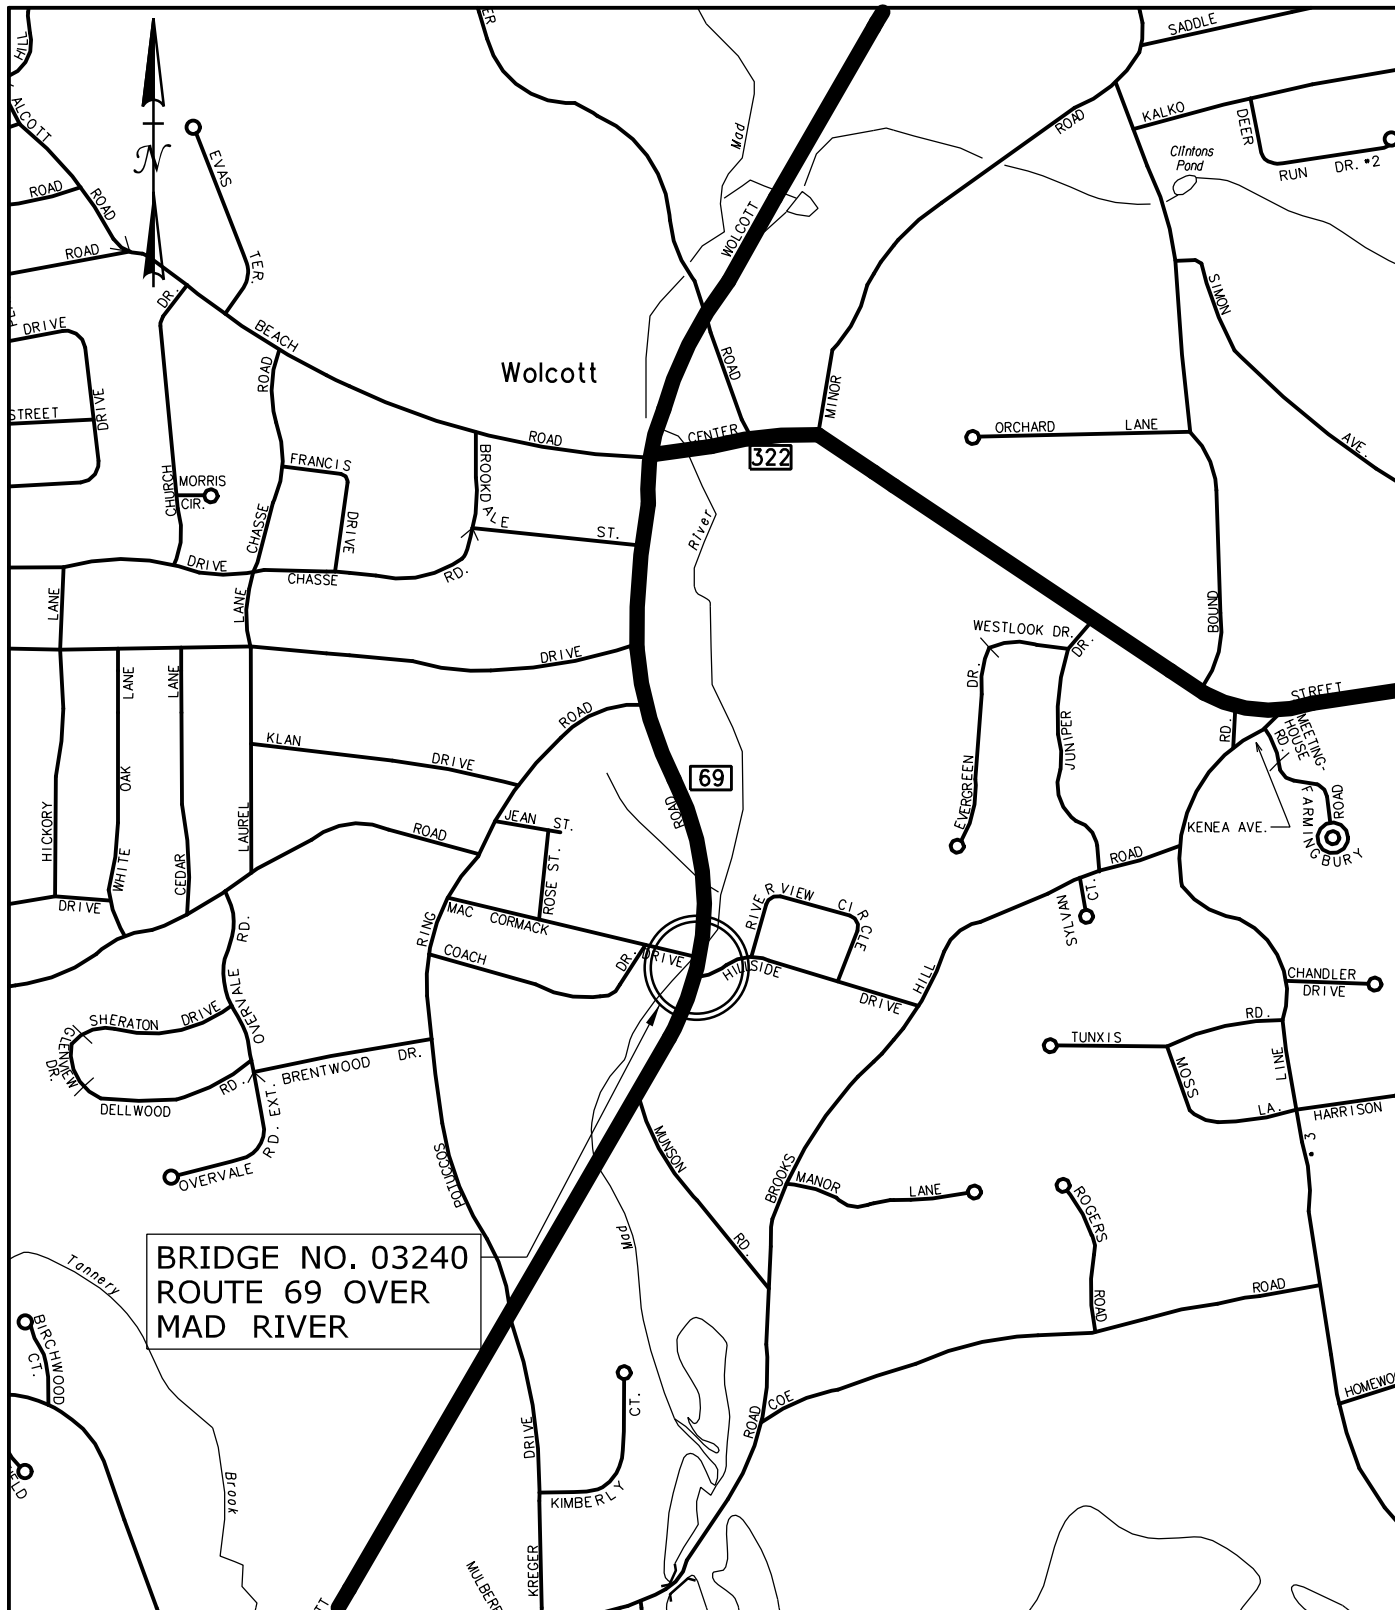 HILL
SADDLE
ALCOTT
ROAD
EVAS
TER.
N
Mad
ROAD
KALKO
DEER
RUN DR. #2
Clintons
Pond
ROAD
ROAD
ROAD
DR.
DRIVE
DRIVE
STREET
BEACH
ROAD
Wolcott
WOLCOTT
ROAD
MINOR
CENTER
322
ORCHARD LANE
SIMON
AVE.
ROAD
FRANCIS
DRIVE
CHURCH
MORRIS
CIR.
CHASSE
BROOKDALE ST.
RD.
River
DRIVE
CHASSE
LANE
LANE
BOUND
WESTLOOK DR.
DR.
DR.
STREET
DRIVE
ROAD
LANE
LANE
KLAN DRIVE
OAK
HICKORY
WHITE
CEDAR
LAUREL
ROAD
69
ROAD
JUNIPER
EVERGREEN
RD.
MEETING-
HOUSE
RD.
FARMINGBURY
ROAD
KENEA AVE.
JEAN ST.
ROSE ST.
DRIVE
RING
MAC CORMACK DRIVE
COACH DR.
RIVERVIEW CIRCLE
HILLSIDE DRIVE
HILL
ROAD
SYLVAN
CT.
CHANDLER
DRIVE
RD.
OVERVALE
SHERATON DRIVE
GLENVIEW
DR.
DELLWOOD RD.
BRENTWOOD DR.
OVERVALE RD. EXT.
TUNXIS RD.
MOSS LA.
LINE
HARRISON
3
POTUCCOS
MUNSON
RD.
BROOKS
MANOR LANE
ROGERS
ROAD
ROAD
Mad
BRIDGE NO. 03240
ROUTE 69 OVER
MAD RIVER
Tannery
Brook
BIRCHWOOD
CT.
DRIVE
CT.
KIMBERLY
KREGER
ROAD
COE